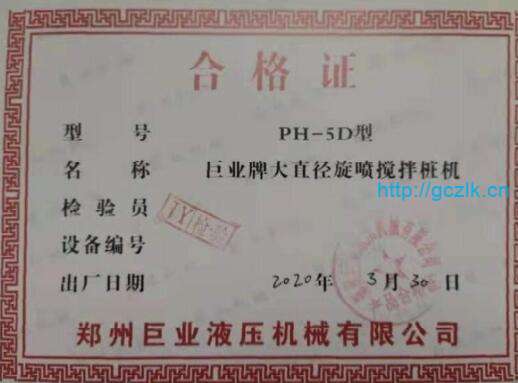 合格证
型号 PH-5D型
名称 巨业牌大直径旋喷搅拌桩机
http://gczlk.cn
检验员 TY检验
设备编号
出厂日期 2020年3月30日
郑州巨业液压机械有限公司